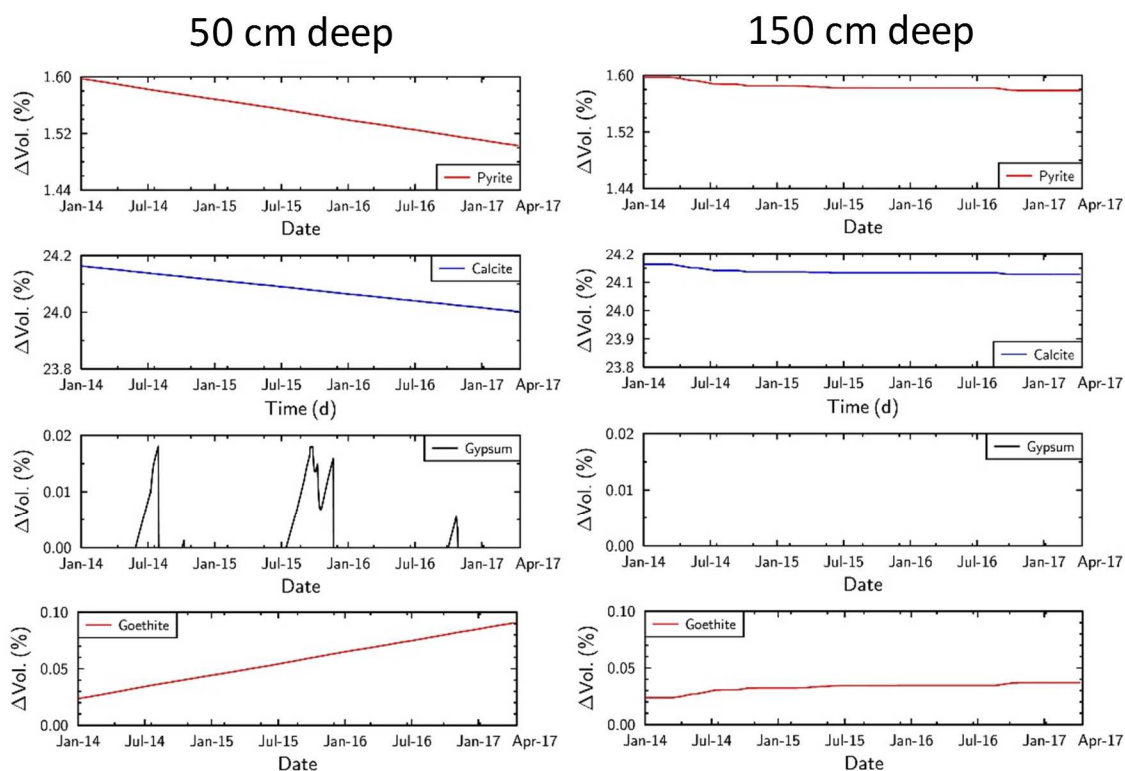 50 cm deep
150 cm deep
ΔVol. (%)
1.60
1.52
1.44
Pyrite
Jan-14 Jul-14 Jan-15 Jul-15 Jan-16 Jul-16 Jan-17 Apr-17
Date
ΔVol. (%)
1.60
1.52
1.44
Pyrite
Jan-14 Jul-14 Jan-15 Jul-15 Jan-16 Jul-16 Jan-17 Apr-17
Date
ΔVol. (%)
24.2
24.0
23.8
Calcite
Jan-14 Jul-14 Jan-15 Jul-15 Jan-16 Jul-16 Jan-17 Apr-17
Time (d)
ΔVol. (%)
24.2
24.1
24.0
23.9
23.8
Calcite
Jan-14 Jul-14 Jan-15 Jul-15 Jan-16 Jul-16 Jan-17 Apr-17
Time (d)
ΔVol. (%)
0.02
0.01
0.00
Gypsum
Jan-14 Jul-14 Jan-15 Jul-15 Jan-16 Jul-16 Jan-17 Apr-17
Date
ΔVol. (%)
0.02
0.01
0.00
Gypsum
Jan-14 Jul-14 Jan-15 Jul-15 Jan-16 Jul-16 Jan-17 Apr-17
Date
ΔVol. (%)
0.10
0.05
0.00
Goethite
Jan-14 Jul-14 Jan-15 Jul-15 Jan-16 Jul-16 Jan-17 Apr-17
Date
ΔVol. (%)
0.10
0.05
0.00
Goethite
Jan-14 Jul-14 Jan-15 Jul-15 Jan-16 Jul-16 Jan-17 Apr-17
Date